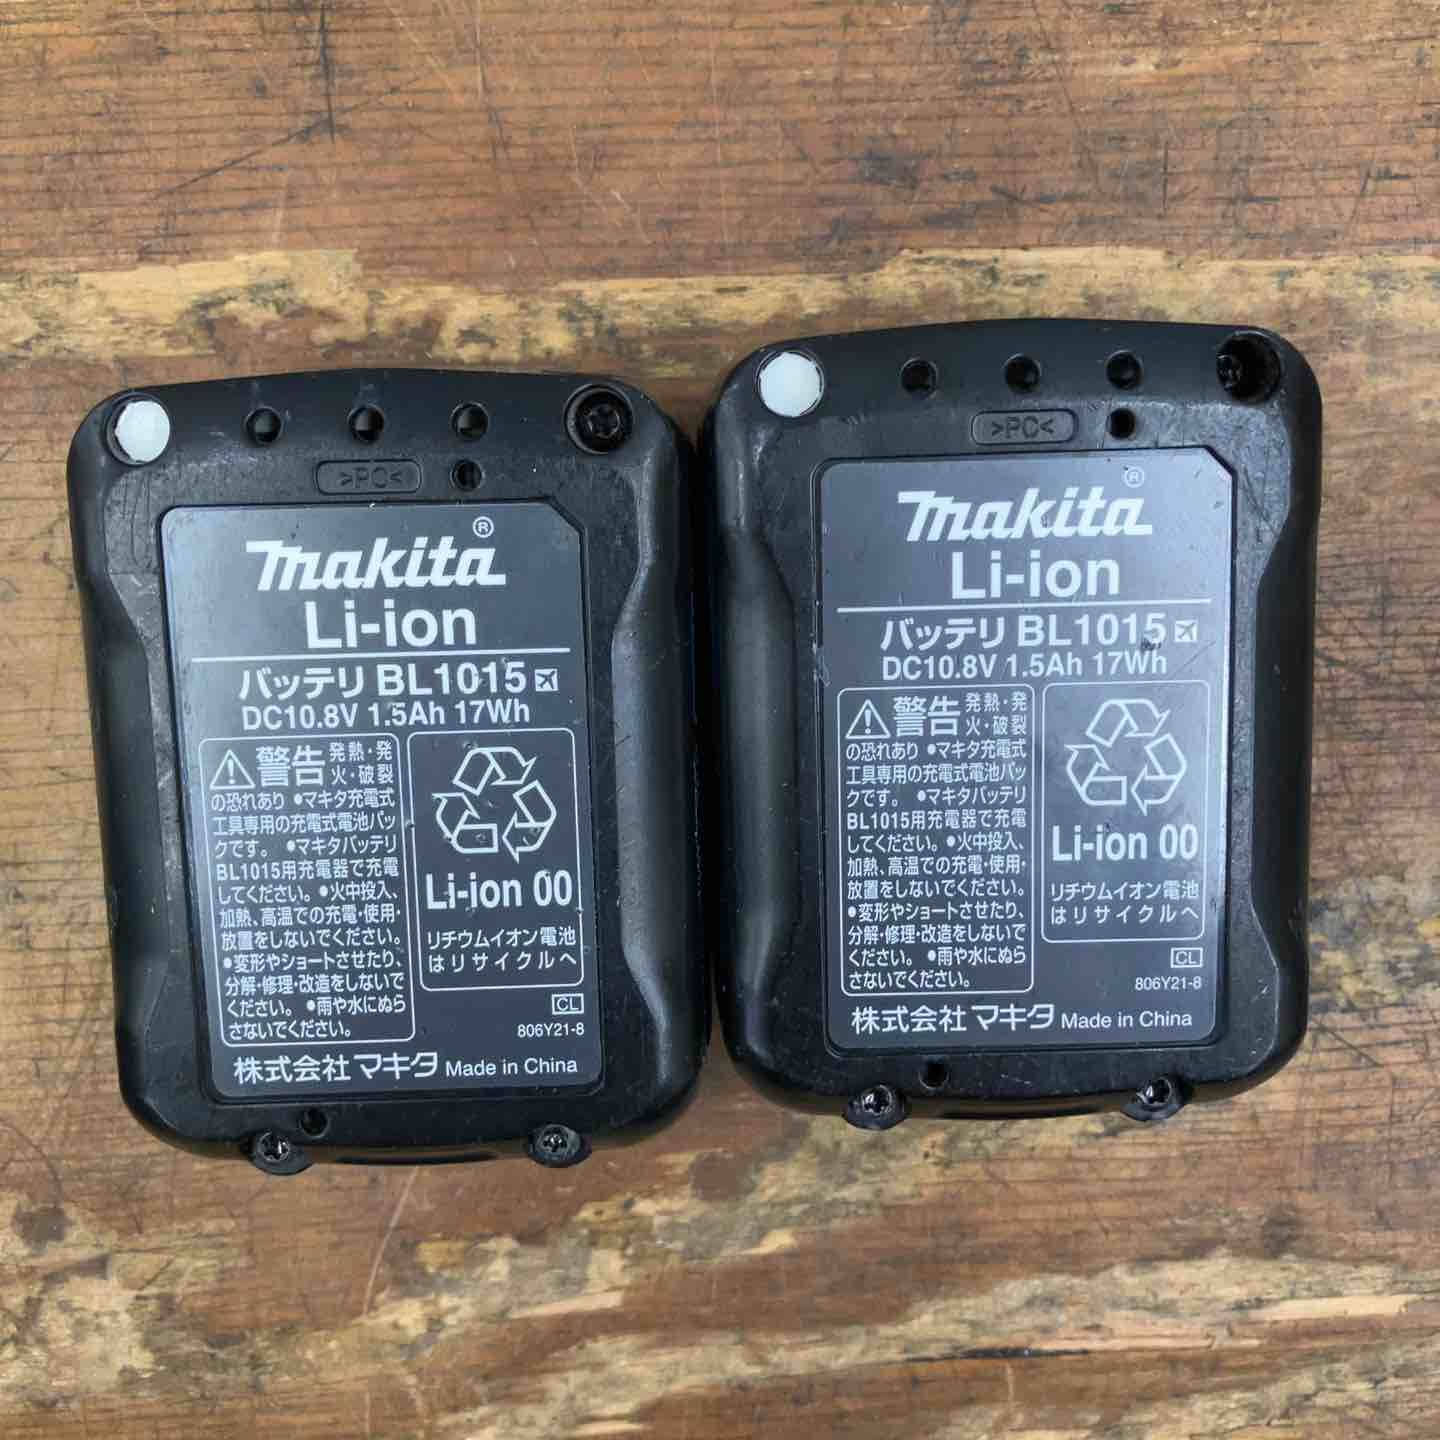 >PC<
makita®
Li-ion
バッテリ BL1015
DC10.8V 1.5Ah 17Wh
警告 発熱・発
火・破裂
の恐れあり ●マキタ充電式
工具専用の充電式電池パッ
クです。 ●マキタバッテリ
BL1015用充電器で充電
してください。●火中投入、
加熱、高温での充電・使用・
放置をしないでください。
●変形やショートさせたり、
分解・修理・改造をしないで
ください。 ●雨や水にぬら
さないでください。
Li-ion 00
リチウムイオン電池
はリサイクルへ
CL
806Y21-8
株式会社マキタ Made in China
>PC<
makita®
Li-ion
バッテリ BL1015
DC10.8V 1.5Ah 17Wh
警告 発熱・発
火・破裂
の恐れあり ●マキタ充電式
工具専用の充電式電池パッ
クです。 ●マキタバッテリ
BL1015用充電器で充電
してください。●火中投入、
加熱、高温での充電・使用・
放置をしないでください。
●変形やショートさせたり、
分解・修理・改造をしないで
ください。 ●雨や水にぬら
さないでください。
Li-ion 00
リチウムイオン電池
はリサイクルへ
CL
806Y21-8
株式会社マキタ Made in China